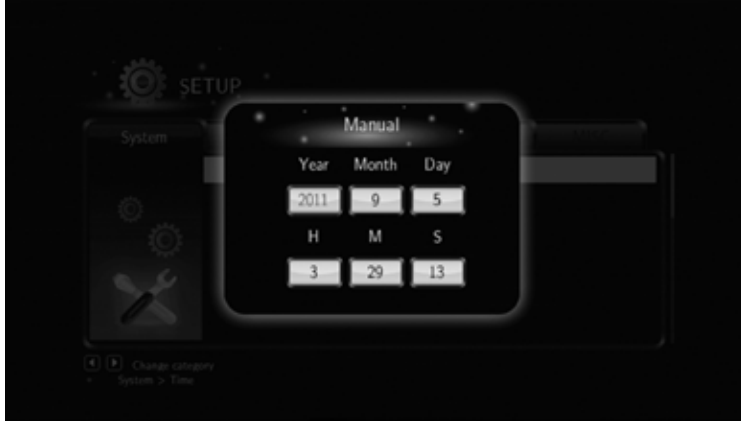 SETUP
System
Manual
Year Month Day
2011 9 5
H M S
3 29 13
Change category
System > Time